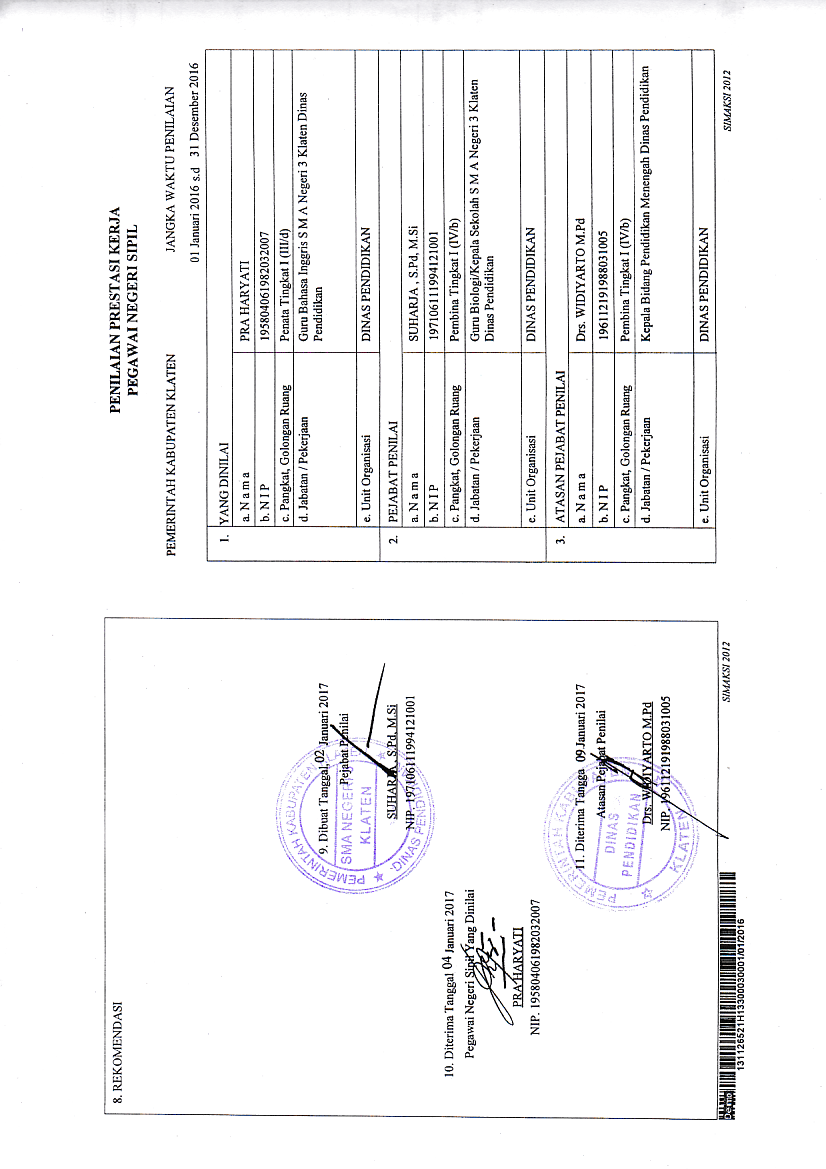 8. REKOMENDASI
9. Dibuat Tanggal, 02 Januari 2017
Pejabat Penilai
PEMERINTAH KABUPATEN
SMA NEGERI
KLATEN
DINAS PENDIDIKAN
SUHARJA , S.Pd, M.Si
NIP. 197106111994121001
10. Diterima Tanggal 04 Januari 2017
Pegawai Negeri Sipil Yang Dinilai
PRA HARYATI
NIP. 195804061982032007
11. Diterima Tangga 09 Januari 2017
Atasan Pejabat Penilai
PEMERINTAH KAB
DINAS
PENDIDIKAN
KLATEN
Drs. WIDIYARTO M.Pd
NIP. 196112191988031005
SIMAKSI 2012
131126521H13300030001/01/2016
PENILAIAN PRESTASI KERJA
PEGAWAI NEGERI SIPIL
PEMERINTAH KABUPATEN KLATEN
JANGKA WAKTU PENILAIAN
01 Januari 2016 s.d 31 Desember 2016
1. YANG DINILAI
a. N a m a PRA HARYATI
b. N I P 195804061982032007
c. Pangkat, Golongan Ruang Penata Tingkat I (III/d)
d. Jabatan / Pekerjaan Guru Bahasa Inggris S M A Negeri 3 Klaten Dinas
Pendidikan
e. Unit Organisasi DINAS PENDIDIKAN
2. PEJABAT PENILAI
a. N a m a SUHARJA , S.Pd, M.Si
b. N I P 197106111994121001
c. Pangkat, Golongan Ruang Pembina Tingkat I (IV/b)
d. Jabatan / Pekerjaan Guru Biologi/Kepala Sekolah S M A Negeri 3 Klaten
Dinas Pendidikan
e. Unit Organisasi DINAS PENDIDIKAN
3. ATASAN PEJABAT PENILAI
a. N a m a Drs. WIDIYARTO M.Pd
b. N I P 196112191988031005
c. Pangkat, Golongan Ruang Pembina Tingkat I (IV/b)
d. Jabatan / Pekerjaan Kepala Bidang Pendidikan Menengah Dinas Pendidikan
e. Unit Organisasi DINAS PENDIDIKAN
SIMAKSI 2012